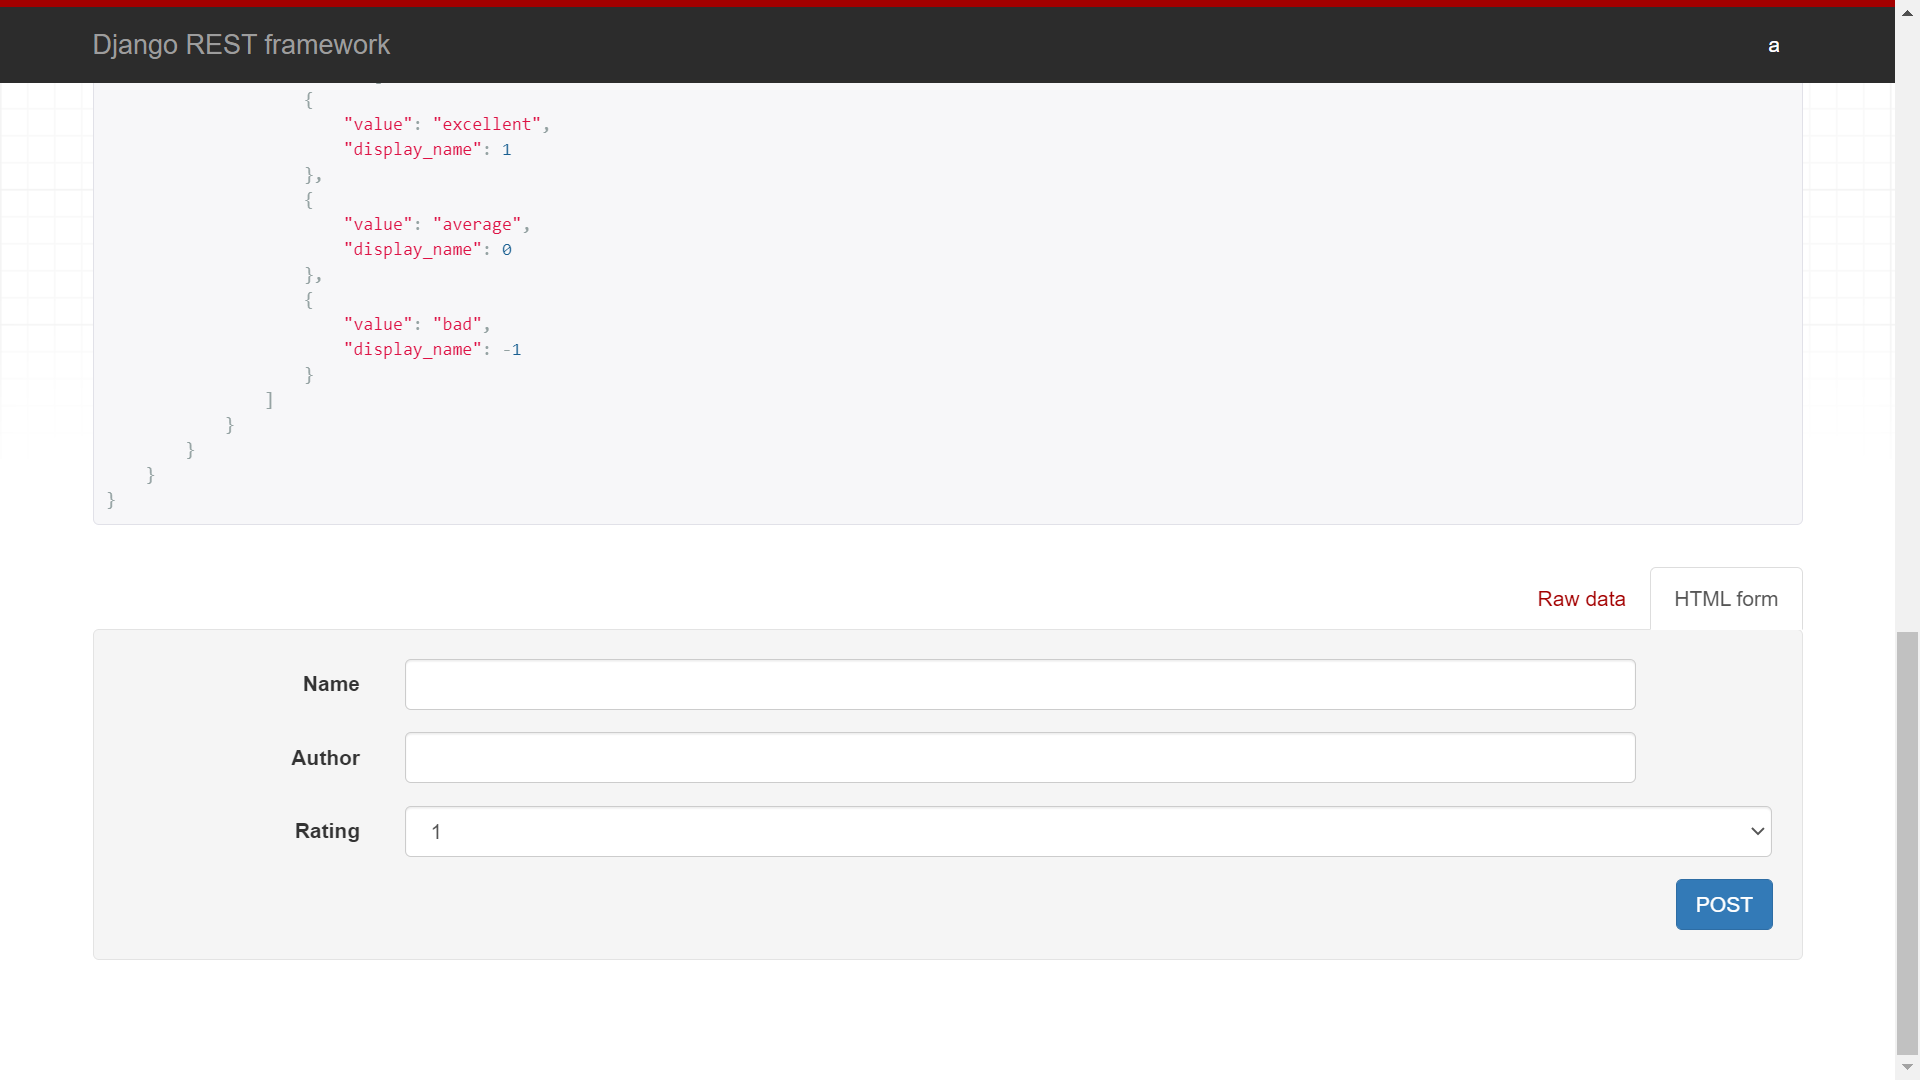 Django REST framework
a
{
"value": "excellent",
"display_name": 1
},
{
"value": "average",
"display_name": 0
},
{
"value": "bad",
"display_name": -1
}
]
}
}
}
}
Raw data
HTML form
Name
Author
Rating
1
POST